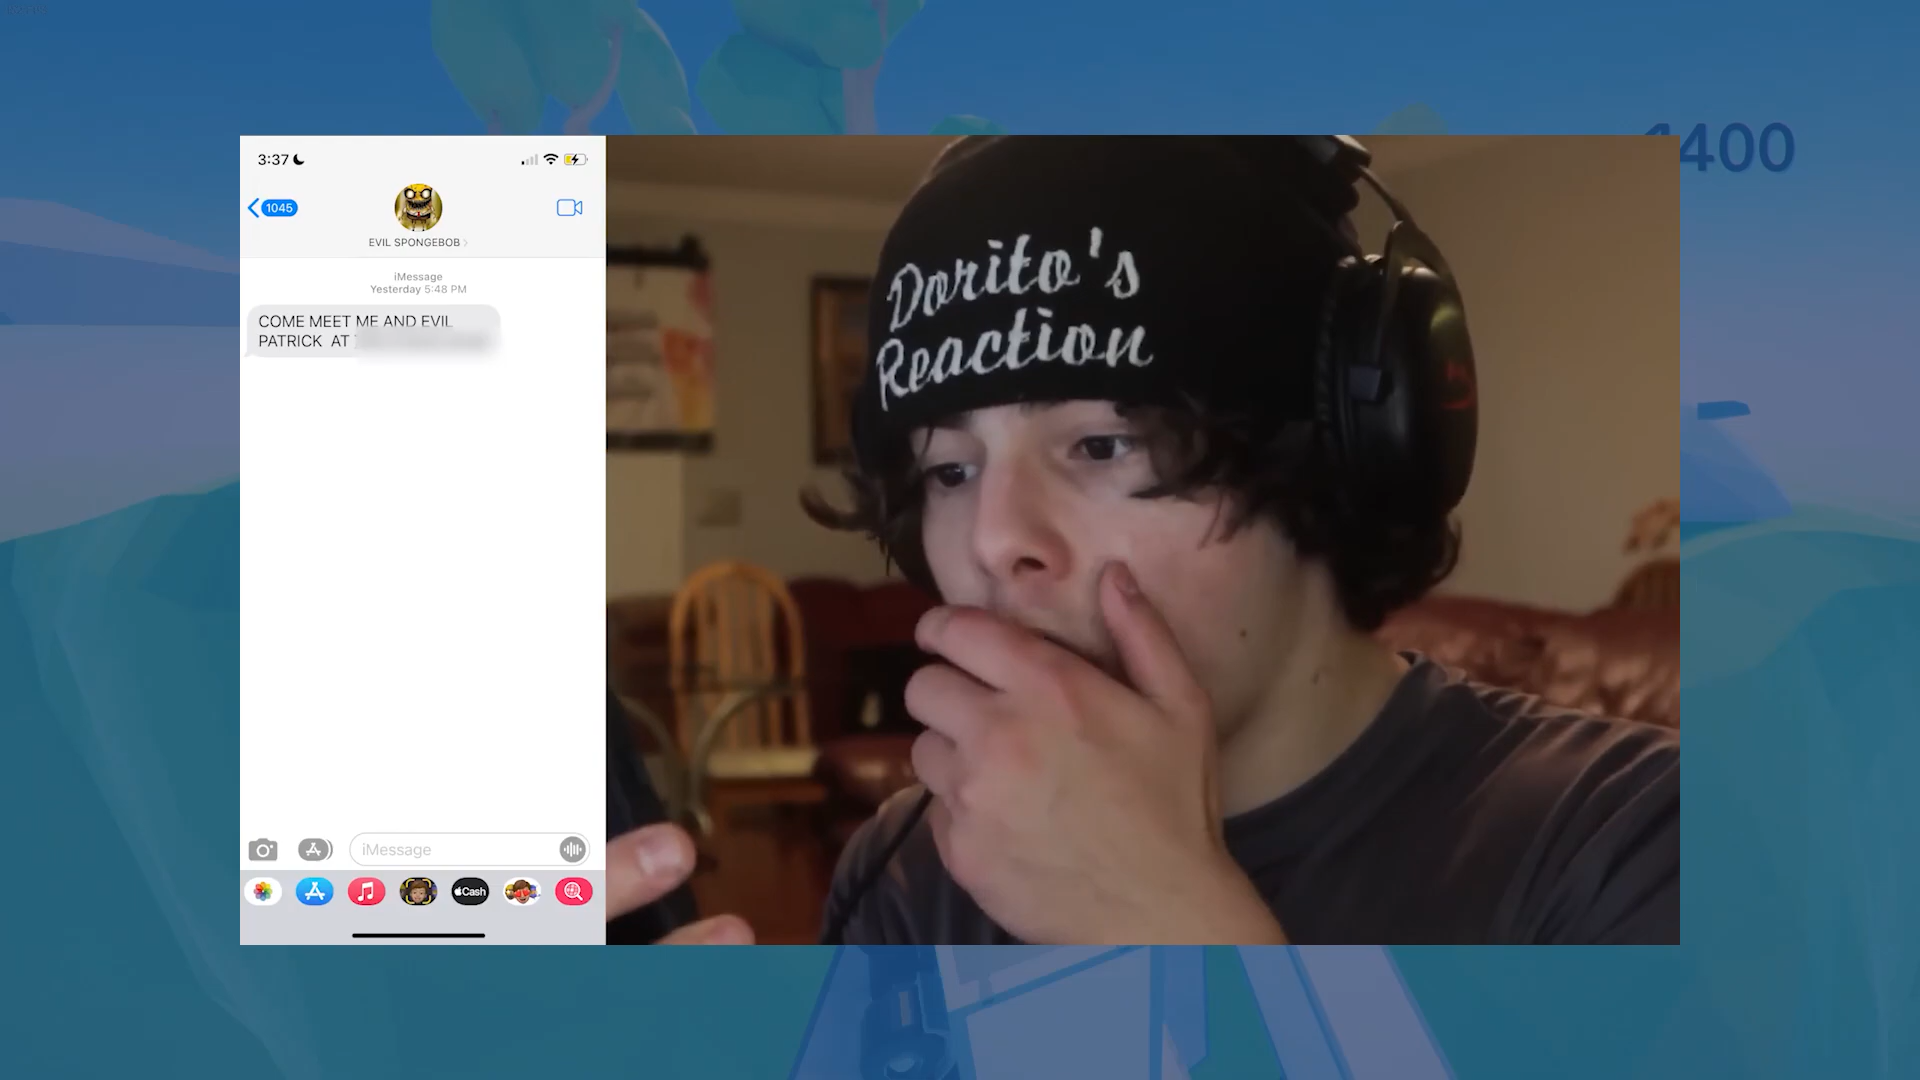 1400
3:37
1045
EVIL SPONGEBOB
iMessage
Yesterday 5:48 PM
COME MEET ME AND EVIL
PATRICK AT
Dorito's
Reaction
iMessage
Cash